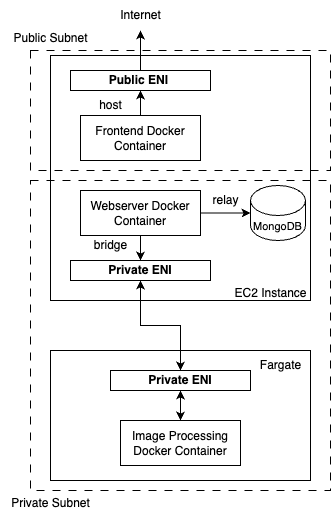 Internet
Public Subnet
Public ENI
host
Frontend Docker
Container
Webserver Docker
Container
relay
MongoDB
bridge
Private ENI
EC2 Instance
Fargate
Private ENI
Image Processing
Docker Container
Private Subnet